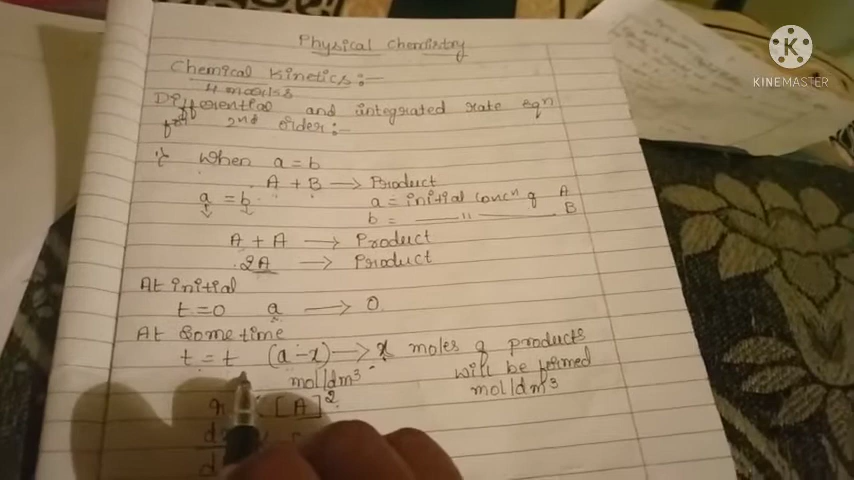 KINEMASTER
Physical Chemistry
Chemical Kinetics:-
4 marks
Differential and integrated rate eqn
for 2nd order:-
When a = b
A + B → Product
a = b
a = initial concn of A
b = —— 11 —— B
A + A → Product
2A → Product
At initial
t=0 a → 0
At Some time
t = t (a-x) → x moles of products
will be formed
mol/dm3 mol/dm3
[A]2